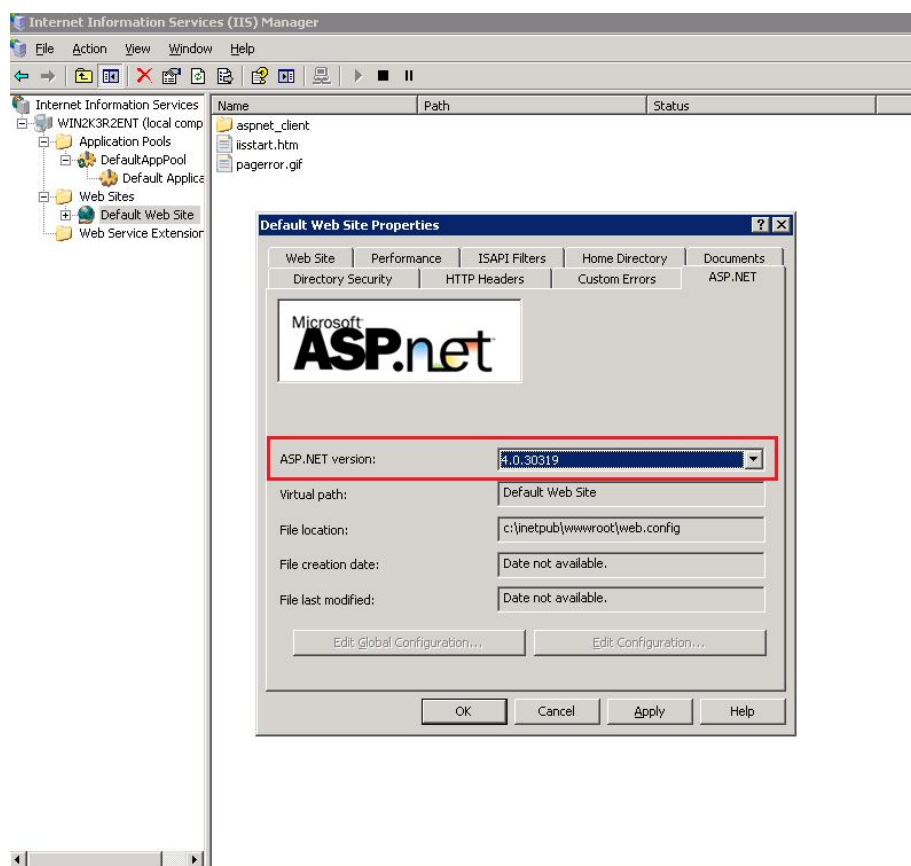 Internet Information Services (IIS) Manager
File Action View Window Help
Internet Information Services
WIN2K3R2ENT (local comp
Application Pools
DefaultAppPool
Default Applica
Web Sites
Default Web Site
Web Service Extension
Name Path Status
aspnet_client
iisstart.htm
pagerror.gif
Default Web Site Properties
Web Site Performance ISAPI Filters Home Directory Documents
Directory Security HTTP Headers Custom Errors ASP.NET
Microsoft
ASP.net
ASP.NET version: 4.0.30319
Virtual path: Default Web Site
File location: c:\inetpub\wwwroot\web.config
File creation date: Date not available.
File last modified: Date not available.
Edit Global Configuration... Edit Configuration...
OK Cancel Apply Help